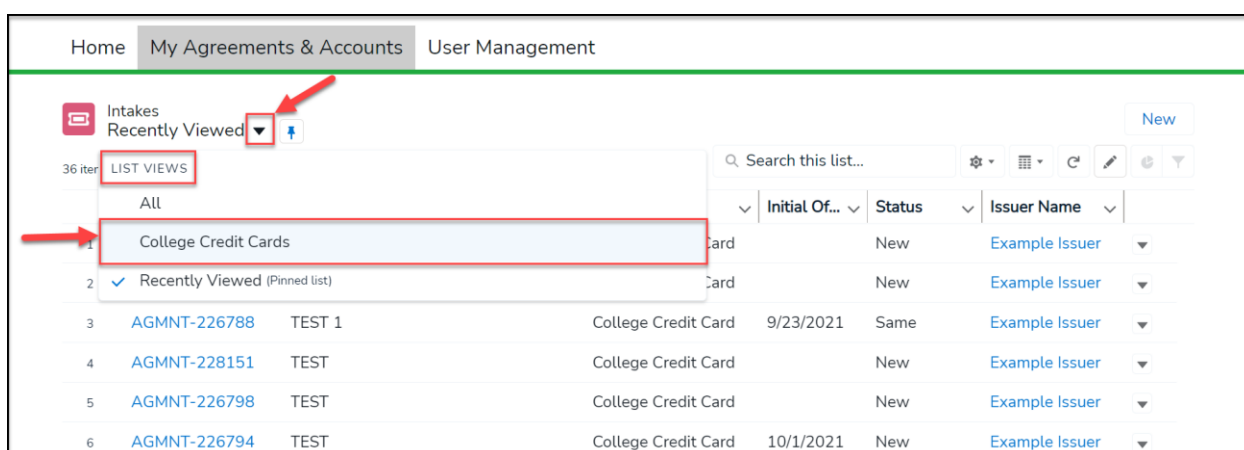 Home My Agreements & Accounts User Management
Intakes
Recently Viewed
New
36 iter
LIST VIEWS
Search this list...
All
Initial Of... Status Issuer Name
1 College Credit Cards Card New Example Issuer
2 Recently Viewed (Pinned list) Card New Example Issuer
3 AGMNT-226788 TEST 1 College Credit Card 9/23/2021 Same Example Issuer
4 AGMNT-228151 TEST College Credit Card New Example Issuer
5 AGMNT-226798 TEST College Credit Card New Example Issuer
6 AGMNT-226794 TEST College Credit Card 10/1/2021 New Example Issuer